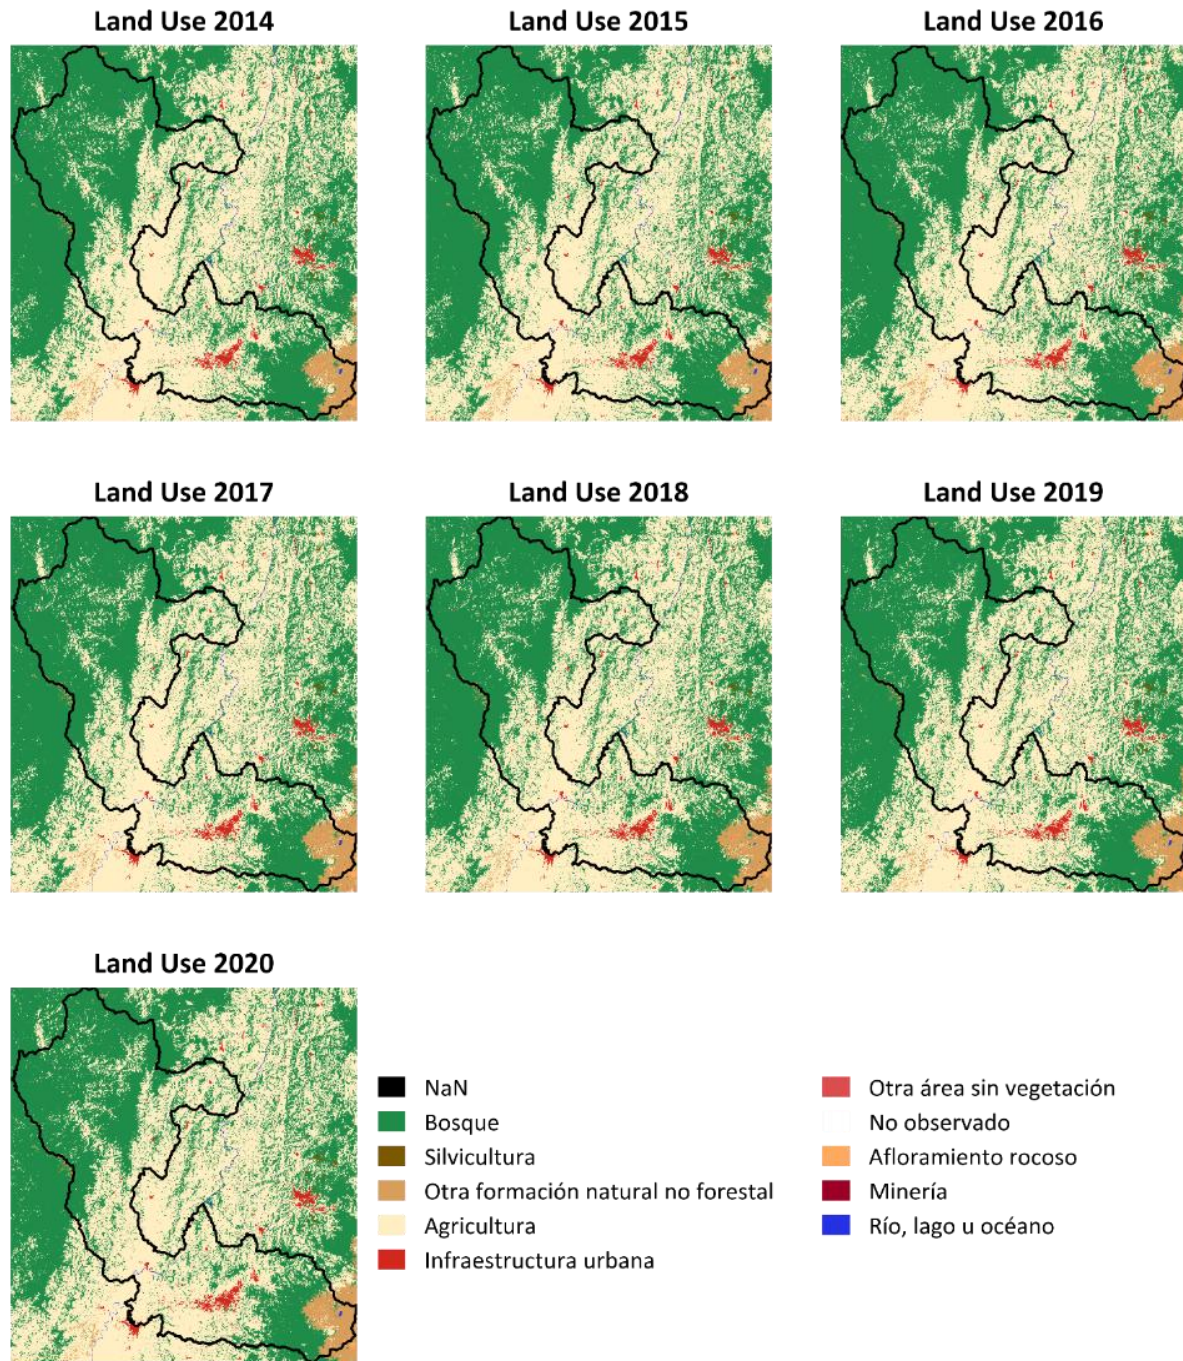 Land Use 2014
Land Use 2015
Land Use 2016
Land Use 2017
Land Use 2018
Land Use 2019
Land Use 2020
NaN
Bosque
Silvicultura
Otra formación natural no forestal
Agricultura
Infraestructura urbana
Otra área sin vegetación
No observado
Afloramiento rocoso
Minería
Río, lago u océano